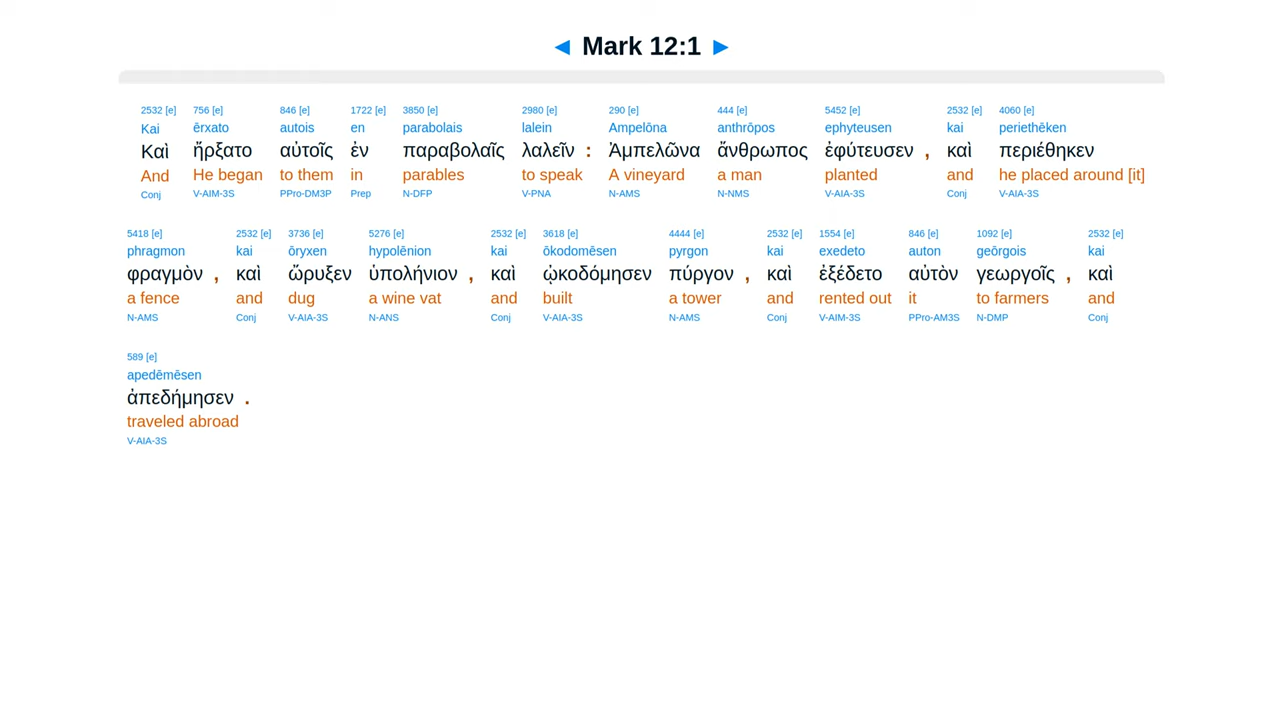 ◄ Mark 12:1 ►
2532 [e] 756 [e] 846 [e] 1722 [e] 3850 [e] 2980 [e] 290 [e] 444 [e] 5452 [e] 2532 [e] 4060 [e]
Kai ērxato autois en parabolais lalein Ampelōna anthrōpos ephyteusen kai periethēken
Καὶ ἤρξατο αὐτοῖς ἐν παραβολαῖς λαλεῖν : Ἀμπελῶνα ἄνθρωπος ἐφύτευσεν , καὶ περιέθηκεν
And He began to them in parables to speak A vineyard a man planted and he placed around [it]
Conj V-AIM-3S PPro-DM3P Prep N-DFP V-PNA N-AMS N-NMS V-AIA-3S Conj V-AIA-3S
5418 [e] 2532 [e] 3736 [e] 5276 [e] 2532 [e] 3618 [e] 4444 [e] 2532 [e] 1554 [e] 846 [e] 1092 [e] 2532 [e]
phragmon kai ōryxen hypolēnion kai ōkodomēsen pyrgon kai exedeto auton geōrgois kai
φραγμὸν , καὶ ὤρυξεν ὑπολήνιον , καὶ ᾠκοδόμησεν πύργον , καὶ ἐξέδετο αὐτὸν γεωργοῖς , καὶ
a fence and dug a wine vat and built a tower and rented out it to farmers and
N-AMS Conj V-AIA-3S N-ANS Conj V-AIA-3S N-AMS Conj V-AIM-3S PPro-AM3S N-DMP Conj
589 [e]
apedēmēsen
ἀπεδήμησεν .
traveled abroad
V-AIA-3S